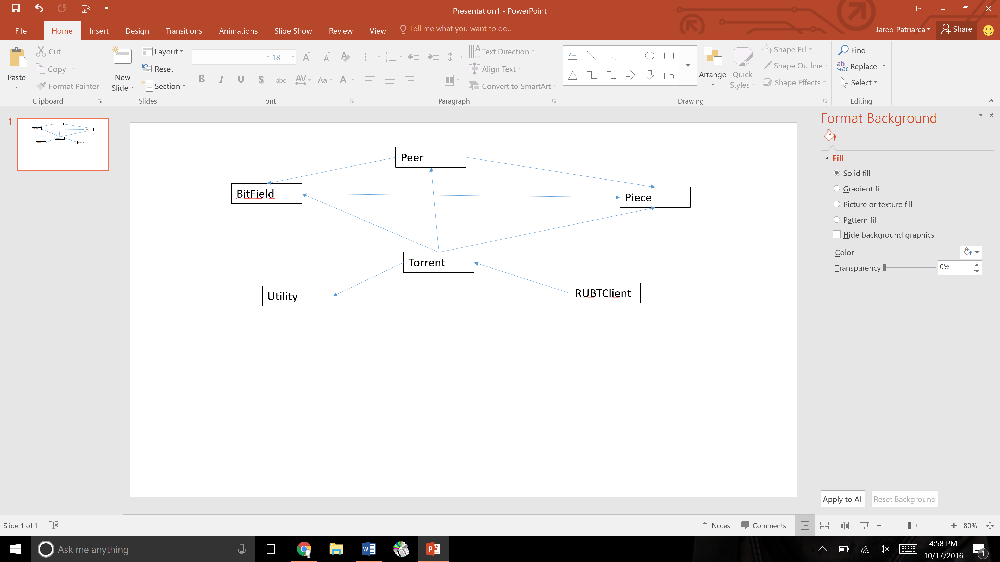 Presentation1 - PowerPoint
File Home Insert Design Transitions Animations Slide Show Review View Tell me what you want to do... Jared Patriarca Share
Paste
Cut
Copy
Format Painter
Clipboard
New Slide
Layout
Reset
Section
Slides
18
A A A
B I U S abc AV Aa A
Font
Text Direction
Align Text
Convert to SmartArt
Paragraph
Arrange
Quick Styles
Shape Fill
Shape Outline
Shape Effects
Drawing
Find
Replace
Select
Editing
1
Peer
BitField
Piece
Torrent
Utility
RUBTClient
Format Background
Fill
Solid fill
Gradient fill
Picture or texture fill
Pattern fill
Hide background graphics
Color
Transparency 0%
Apply to All Reset Background
Slide 1 of 1 Notes Comments 80%
Ask me anything
4:58 PM
10/17/2016
1